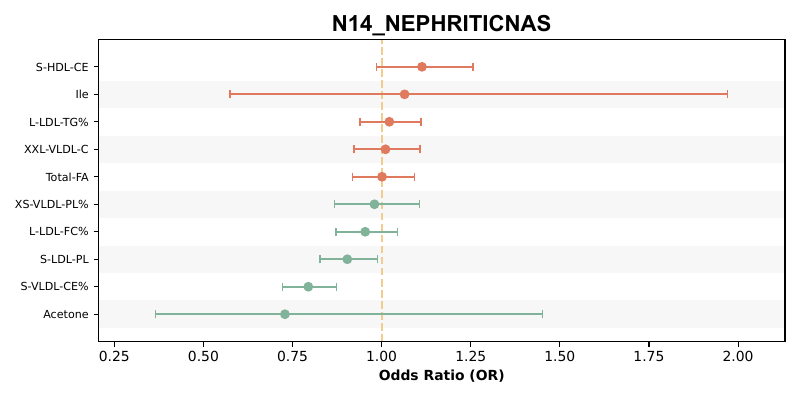 N14_NEPHRITICNAS
S-HDL-CE
Ile
L-LDL-TG%
XXL-VLDL-C
Total-FA
XS-VLDL-PL%
L-LDL-FC%
S-LDL-PL
S-VLDL-CE%
Acetone
0.25 0.50 0.75 1.00 1.25 1.50 1.75 2.00
Odds Ratio (OR)